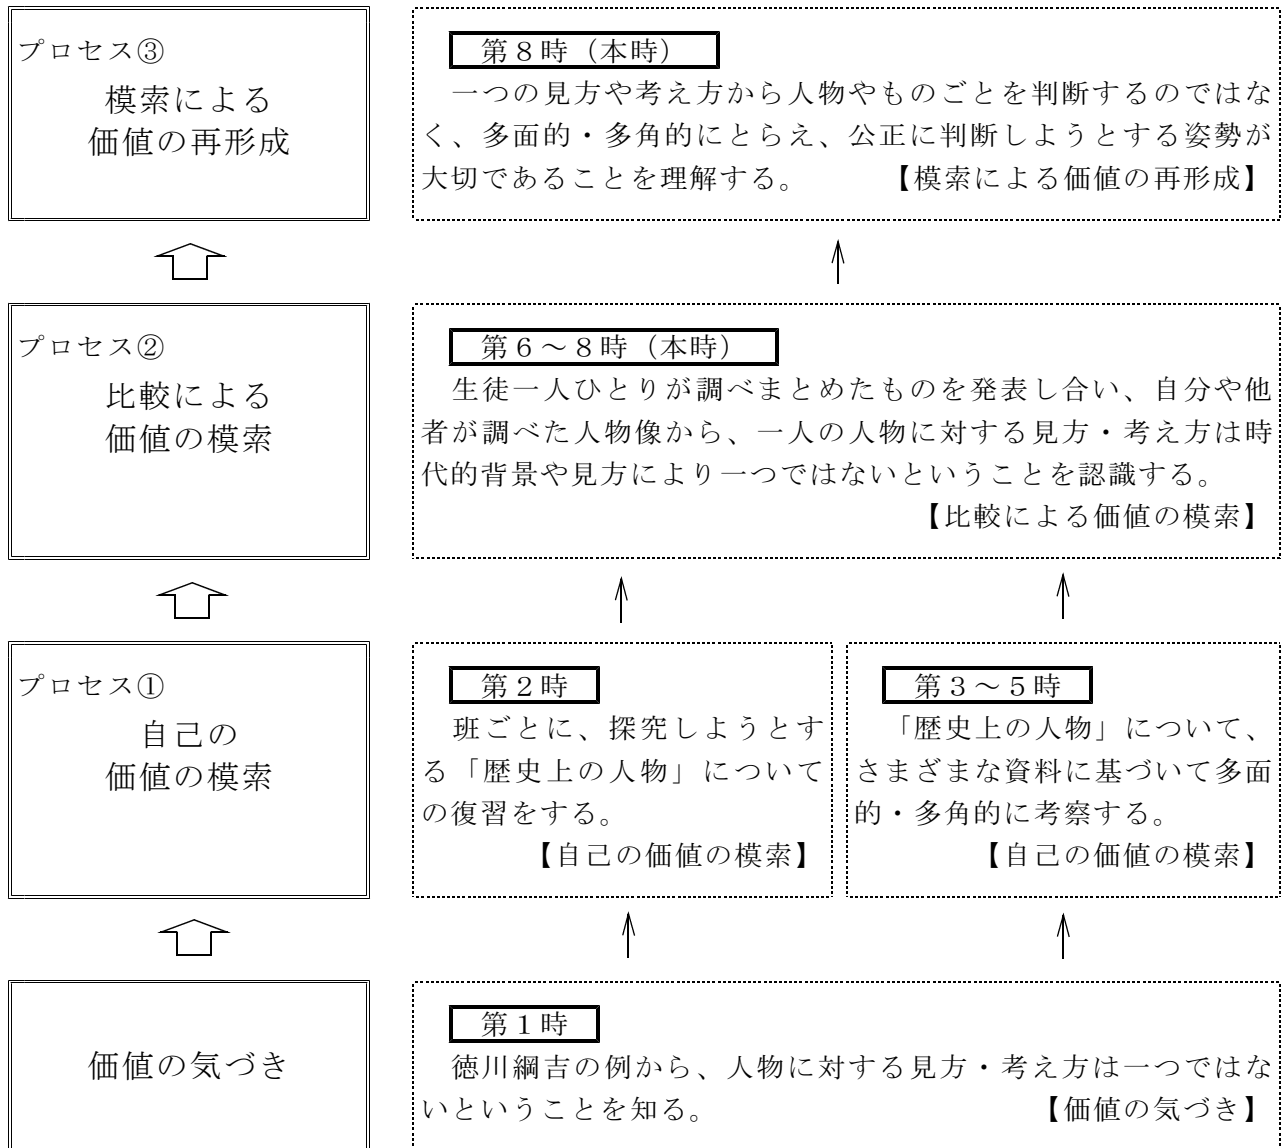 プロセス③
模索による
価値の再形成
第８時（本時）
一つの見方や考え方から人物やものごとを判断するのではな
く、多面的・多角的にとらえ、公正に判断しようとする姿勢が
大切であることを理解する。　【模索による価値の再形成】
プロセス②
比較による
価値の模索
第６～８時（本時）
生徒一人ひとりが調べまとめたものを発表し合い、自分や他
者が調べた人物像から、一人の人物に対する見方・考え方は時
代的背景や見方により一つではないということを認識する。
【比較による価値の模索】
プロセス①
自己の
価値の模索
第２時
班ごとに、探究しようとす
る「歴史上の人物」について
の復習をする。
【自己の価値の模索】
第３～５時
「歴史上の人物」について、
さまざまな資料に基づいて多面
的・多角的に考察する。
【自己の価値の模索】
価値の気づき
第１時
徳川綱吉の例から、人物に対する見方・考え方は一つではな
いということを知る。　【価値の気づき】